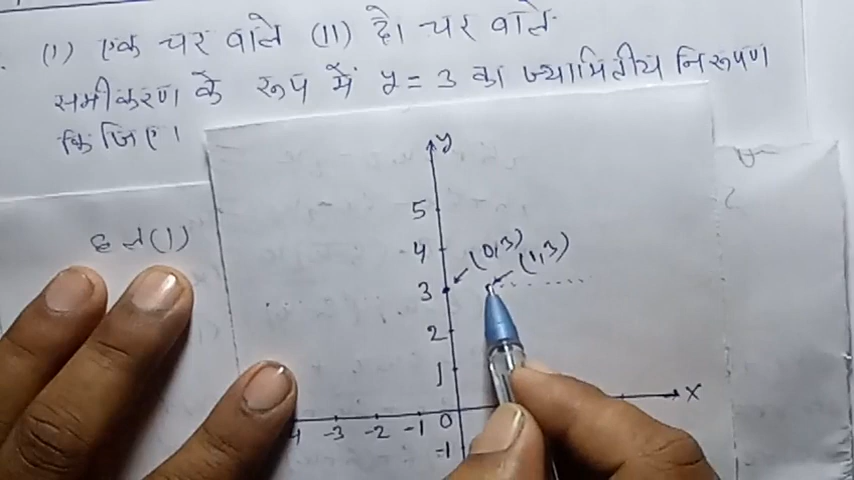 (I) एक चर वाले (II) दो चर वाले
समीकरण के रूप में y = 3 का ज्यामितीय निरूपण
किजिए।
हल (1)
y
5
4
(0,3)
(1,3)
3
2
1
x
-3 -2 -1 0
-1